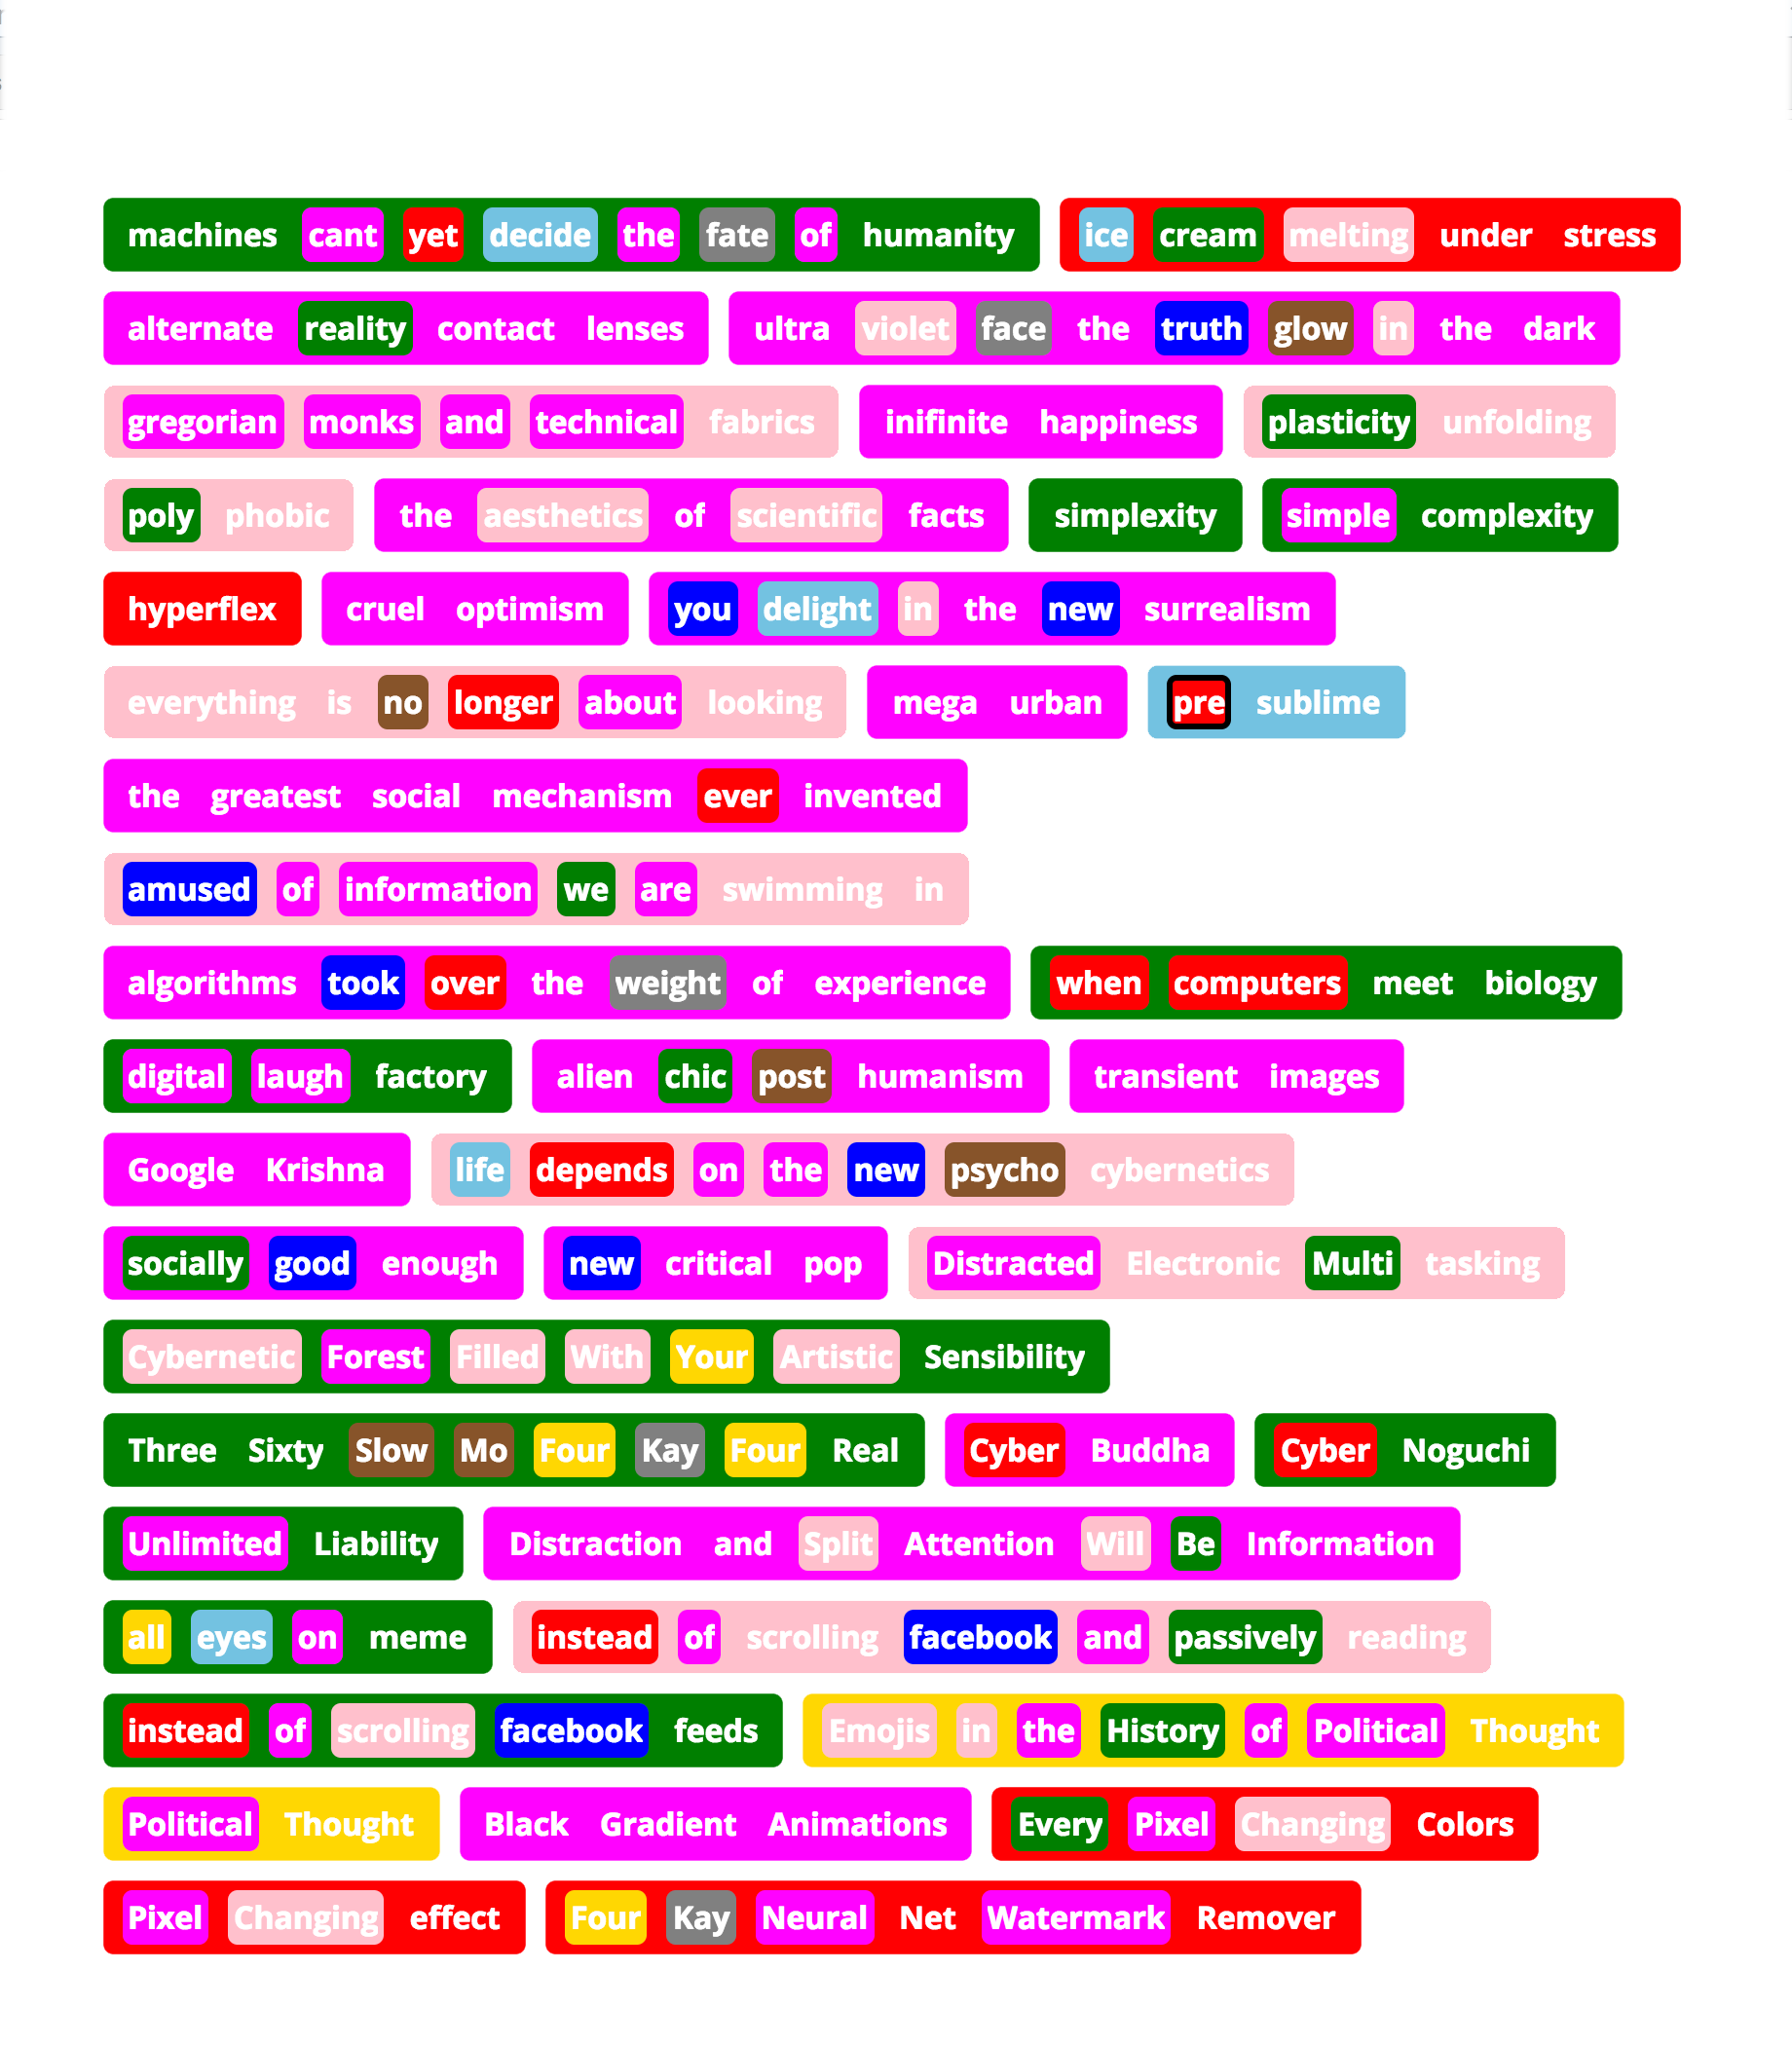 machines cant yet decide the fate of humanity ice cream melting under stress
alternate reality contact lenses ultra violet face the truth glow in the dark
gregorian monks and technical fabrics inifinite happiness plasticity unfolding
poly phobic the aesthetics of scientific facts simplexity simple complexity
hyperflex cruel optimism you delight in the new surrealism
everything is no longer about looking mega urban pre sublime
the greatest social mechanism ever invented
amused of information we are swimming in
algorithms took over the weight of experience when computers meet biology
digital laugh factory alien chic post humanism transient images
Google Krishna life depends on the new psycho cybernetics
socially good enough new critical pop Distracted Electronic Multi tasking
Cybernetic Forest Filled With Your Artistic Sensibility
Three Sixty Slow Mo Four Kay Four Real Cyber Buddha Cyber Noguchi
Unlimited Liability Distraction and Split Attention Will Be Information
all eyes on meme instead of scrolling facebook and passively reading
instead of scrolling facebook feeds Emojis in the History of Political Thought
Political Thought Black Gradient Animations Every Pixel Changing Colors
Pixel Changing effect Four Kay Neural Net Watermark Remover